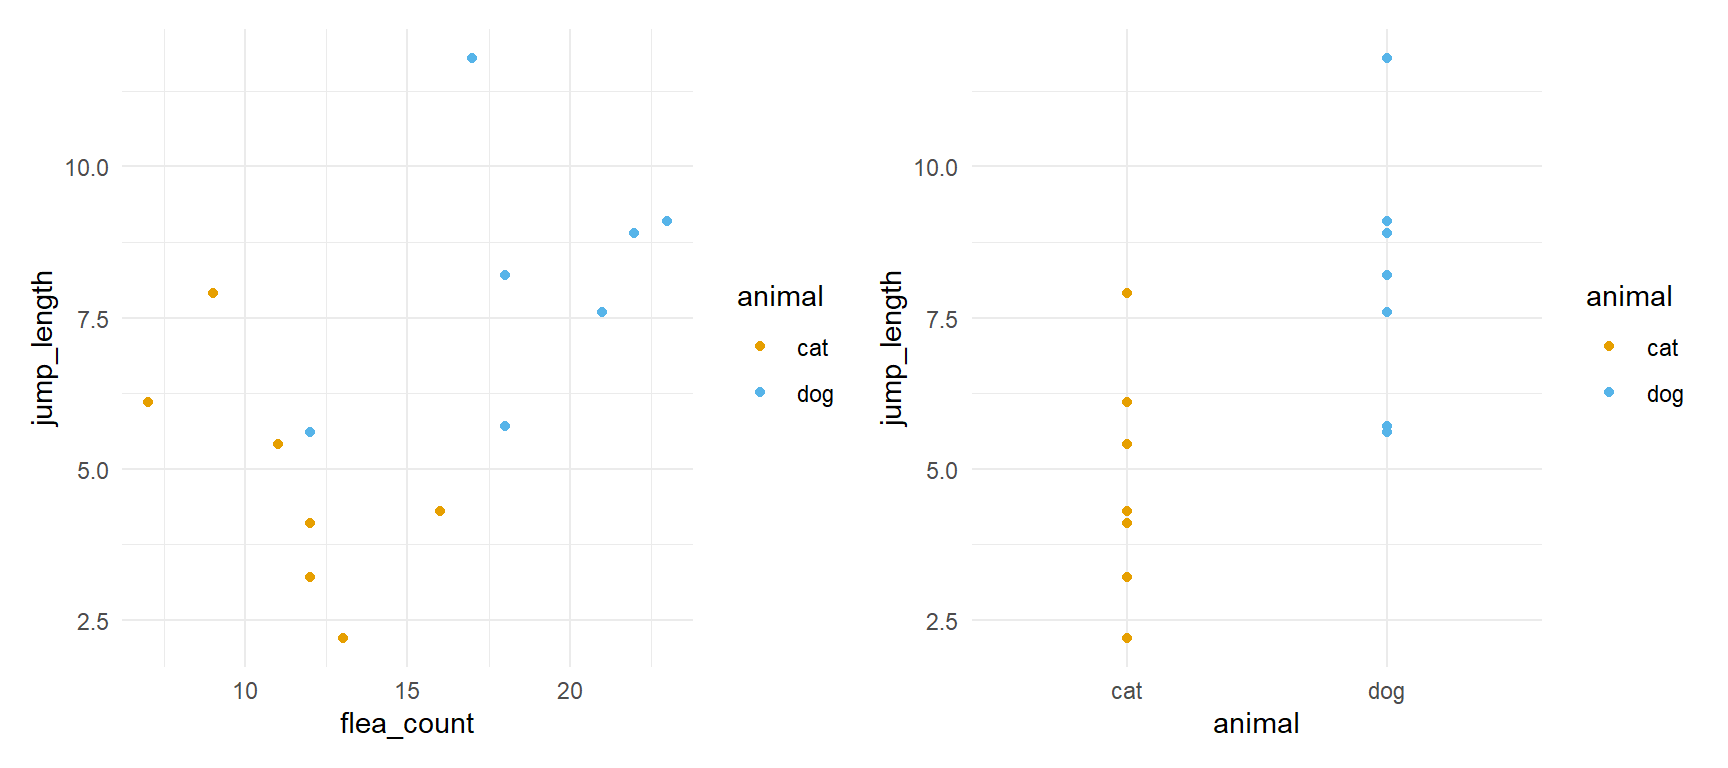 jump_length
10.0
7.5
5.0
2.5
10 15 20
flea_count
animal
cat
dog
jump_length
10.0
7.5
5.0
2.5
cat dog
animal
animal
cat
dog